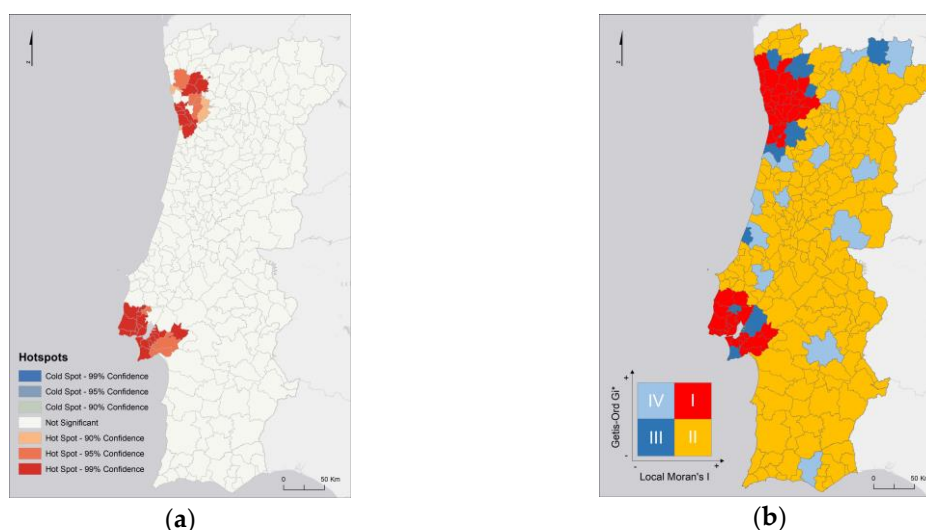 z
Hotspots
Cold Spot - 99% Confidence
Cold Spot - 95% Confidence
Cold Spot - 90% Confidence
Not Significant
Hot Spot - 90% Confidence
Hot Spot - 95% Confidence
Hot Spot - 99% Confidence
0 50 Km
(a)
z
+
Getis-Ord Gi*
-
IV I
III II
- +
Local Moran's I
0 50 Km
(b)